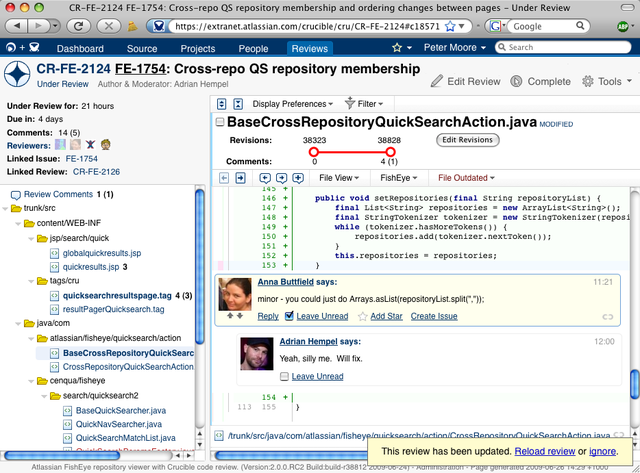 CR-FE-2124 FE-1754: Cross-repo QS repository membership and ordering changes between pages – Under Review
https://extranet.atlassian.com/crucible/cru/CR-FE-2124#c18571
Google
ABP
Dashboard Source Projects People Reviews Peter Moore Search
CR-FE-2124 FE-1754: Cross-repo QS repository membership
Under Review Author & Moderator: Adrian Hempel
Edit Review Complete Tools
Under Review for: 21 hours
Due in: 4 days
Comments: 14 (5)
Reviewers:
Linked Issue: FE-1754
Linked Review: CR-FE-2126
Review Comments 1 (1)
trunk/src
content/WEB-INF
jsp/search/quick
globalquickresults.jsp
quickresults.jsp 3
tags/cru
quicksearchresultspage.tag 4 (3)
resultPagerQuicksearch.tag
java/com
atlassian/fisheye/quicksearch/action
BaseCrossRepositoryQuickSearc
CrossRepositoryQuickSearchAction.
cenqua/fisheye
search/quicksearch2
BaseQuickSearcher.java
QuickNavSearcher.java
QuickSearchMatchList.java
QuickSearchParamsFactor.java
Display Preferences Filter
BaseCrossRepositoryQuickSearchAction.java MODIFIED
Revisions: 38323 38828 Edit Revisions
Comments: 0 4 (1)
File View FishEye File Outdated
145 +
146 + public void setRepositories(final String repositoryList) {
147 + final List<String> repositories = new ArrayList<String>();
148 + final StringTokenizer tokenizer = new StringTokenizer(reposi
149 + while (tokenizer.hasMoreTokens()) {
150 + repositories.add(tokenizer.nextToken());
151 + }
152 + this.repositories = repositories;
153 + }
Anna Buttfield says: 11:21
minor - you could just do Arrays.asList(repositoryList.split(","));
Reply Leave Unread Add Star Create Issue
Adrian Hempel says: 12:00
Yeah, silly me. Will fix.
Leave Unread
154 +
113 155 }
/trunk/src/java/com/atlassian/fisheye/quicksearch/action/CrossRepositoryQuickSearchAction.java
This review has been updated. Reload review or ignore.
Atlassian FishEye repository viewer with Crucible code review. (Version:2.0.0.RC2 Build:build-r38812 2009-06-24) - Administration - Page generated 2009-06-26 14:29 +1000